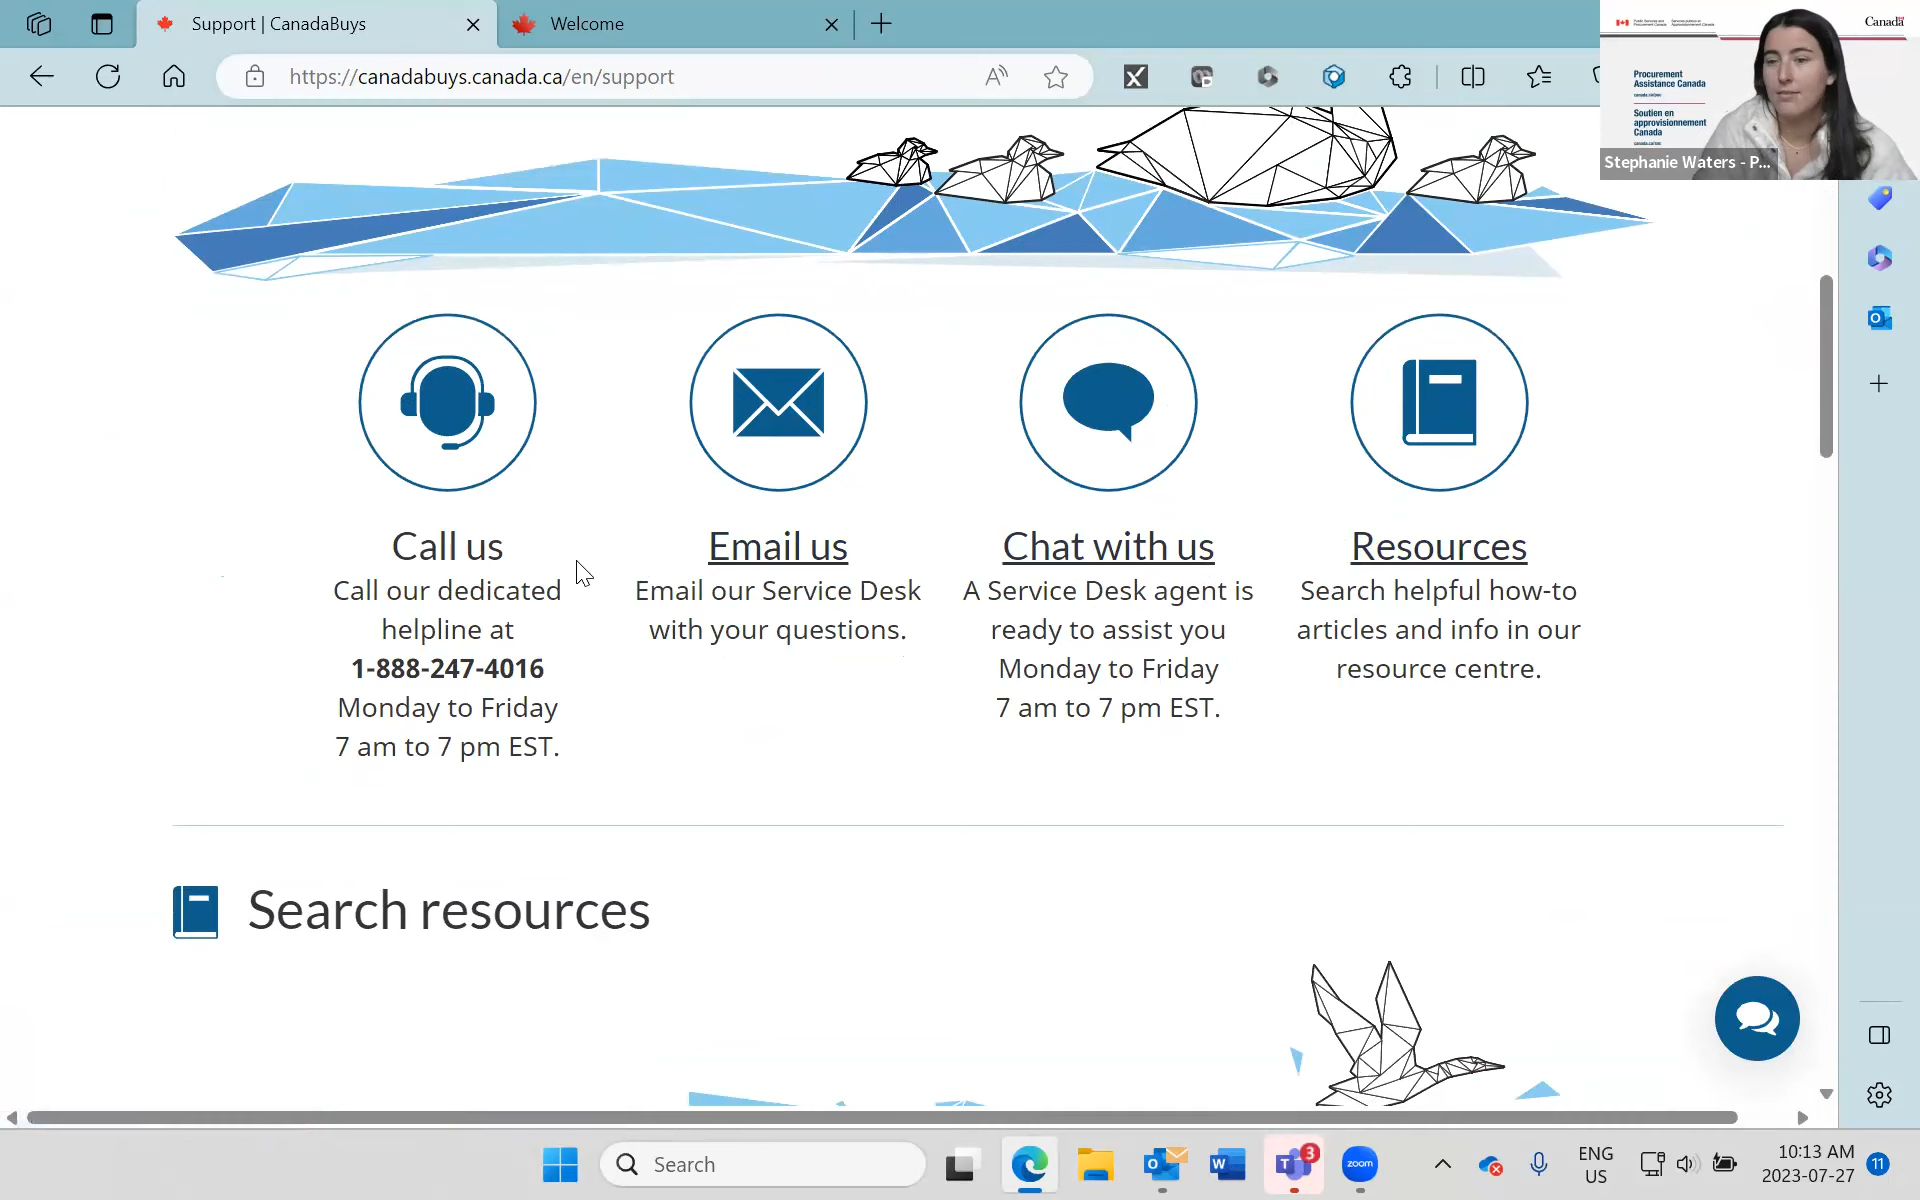 Support | CanadaBuys
Welcome
https://canadabuys.canada.ca/en/support
Canada
Procurement
Assistance Canada
Soutien en
approvisionnement
Canada
Stephanie Waters - P...
Call us
Call our dedicated
helpline at
1-888-247-4016
Monday to Friday
7 am to 7 pm EST.
Email us
Email our Service Desk
with your questions.
Chat with us
A Service Desk agent is
ready to assist you
Monday to Friday
7 am to 7 pm EST.
Resources
Search helpful how-to
articles and info in our
resource centre.
Search resources
Search
W
T
3
zoom
ENG
US
10:13 AM
2023-07-27
11